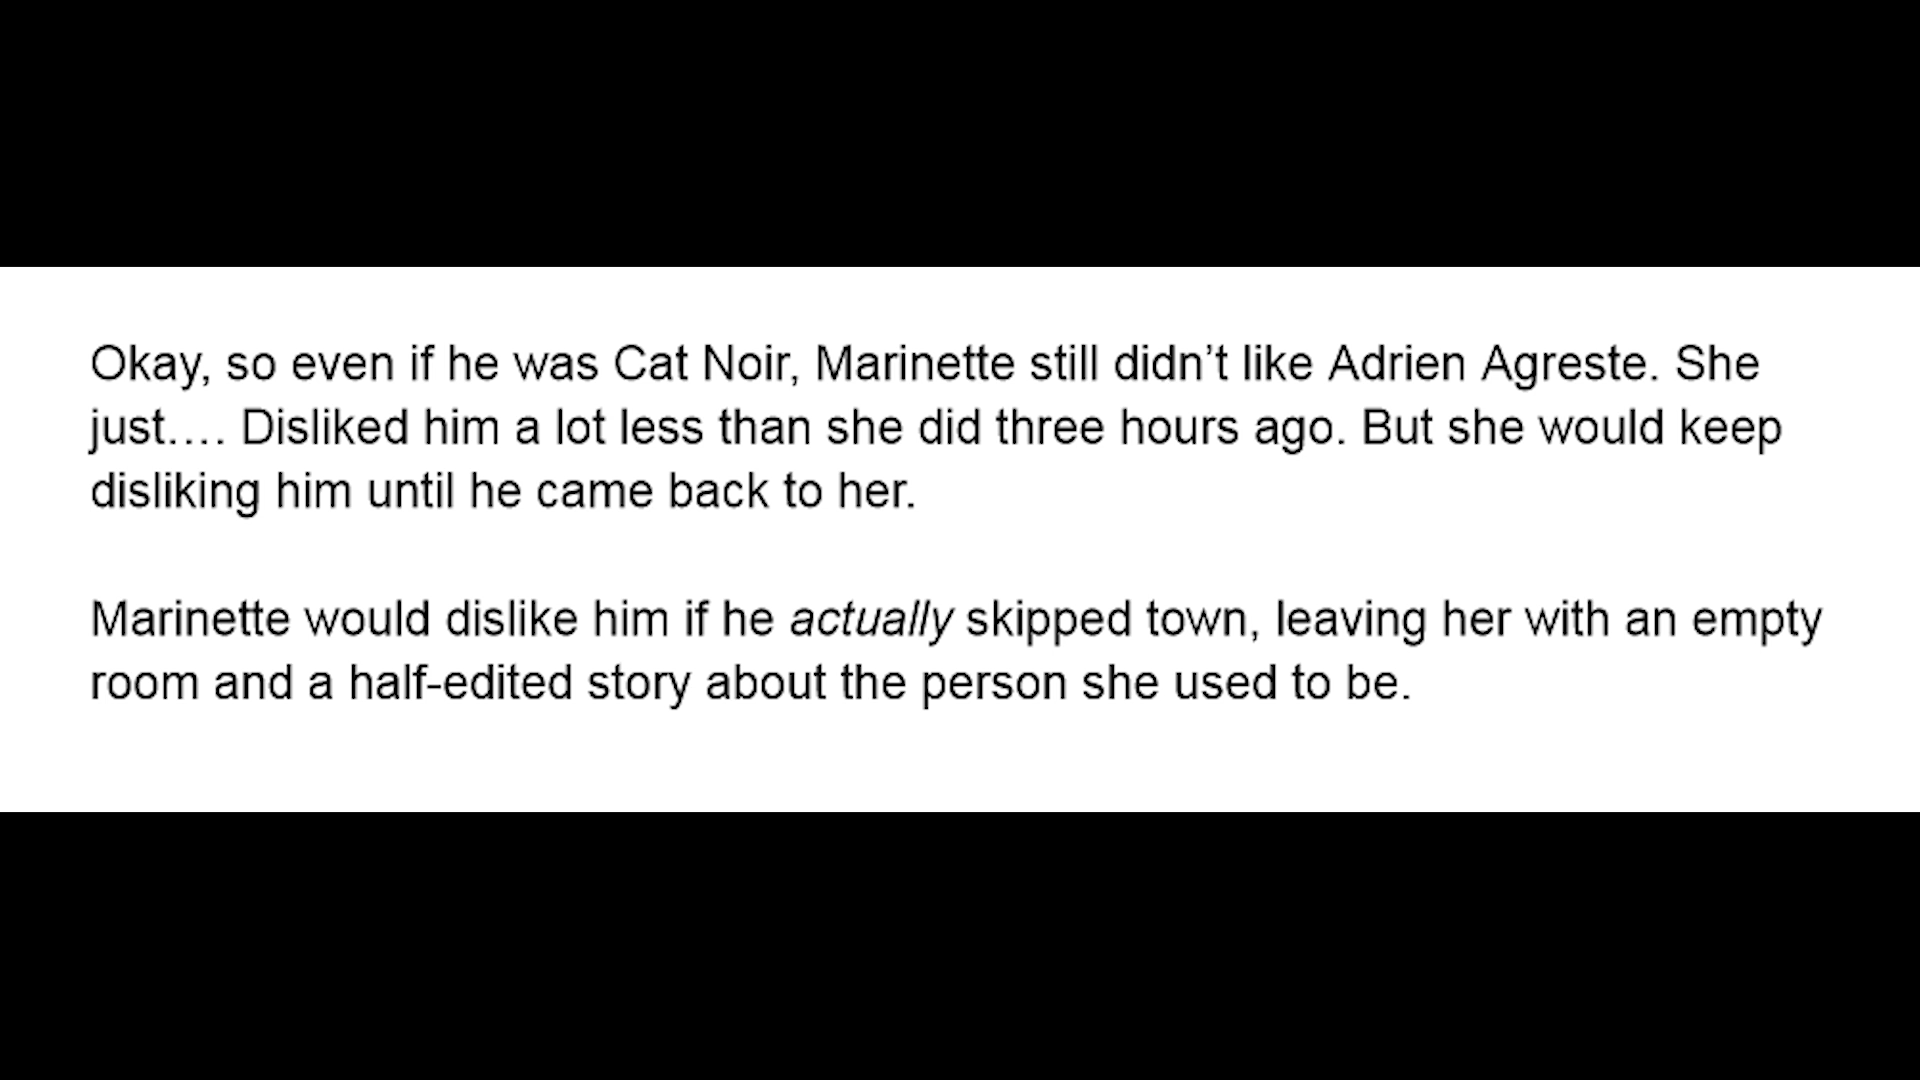 Okay, so even if he was Cat Noir, Marinette still didn’t like Adrien Agreste. She
just…. Disliked him a lot less than she did three hours ago. But she would keep
disliking him until he came back to her.
Marinette would dislike him if he actually skipped town, leaving her with an empty
room and a half-edited story about the person she used to be.